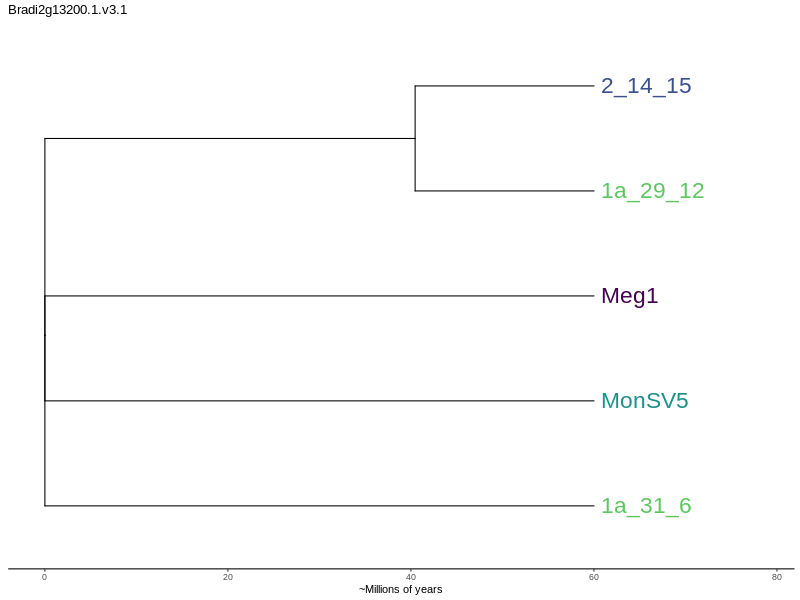 Bradi2g13200.1.v3.1
2_14_15
1a_29_12
Meg1
MonSV5
1a_31_6
0 20 40 60 80
~Millions of years